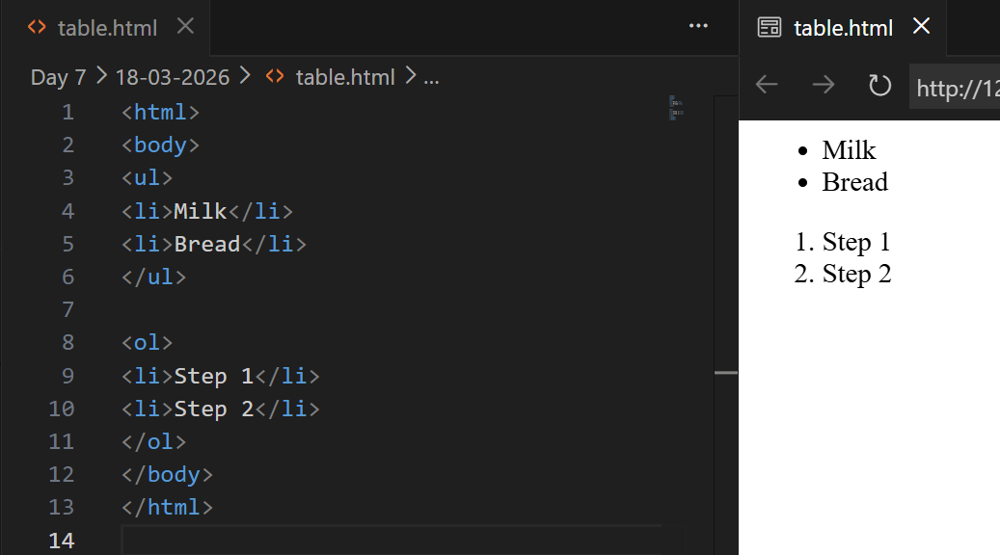 table.html
Day 7 > 18-03-2026 > table.html > ...
1 <html>
2 <body>
3 <ul>
4 <li>Milk</li>
5 <li>Bread</li>
6 </ul>
7
8 <ol>
9 <li>Step 1</li>
10 <li>Step 2</li>
11 </ol>
12 </body>
13 </html>
14
table.html
http://12
• Milk
• Bread
1. Step 1
2. Step 2